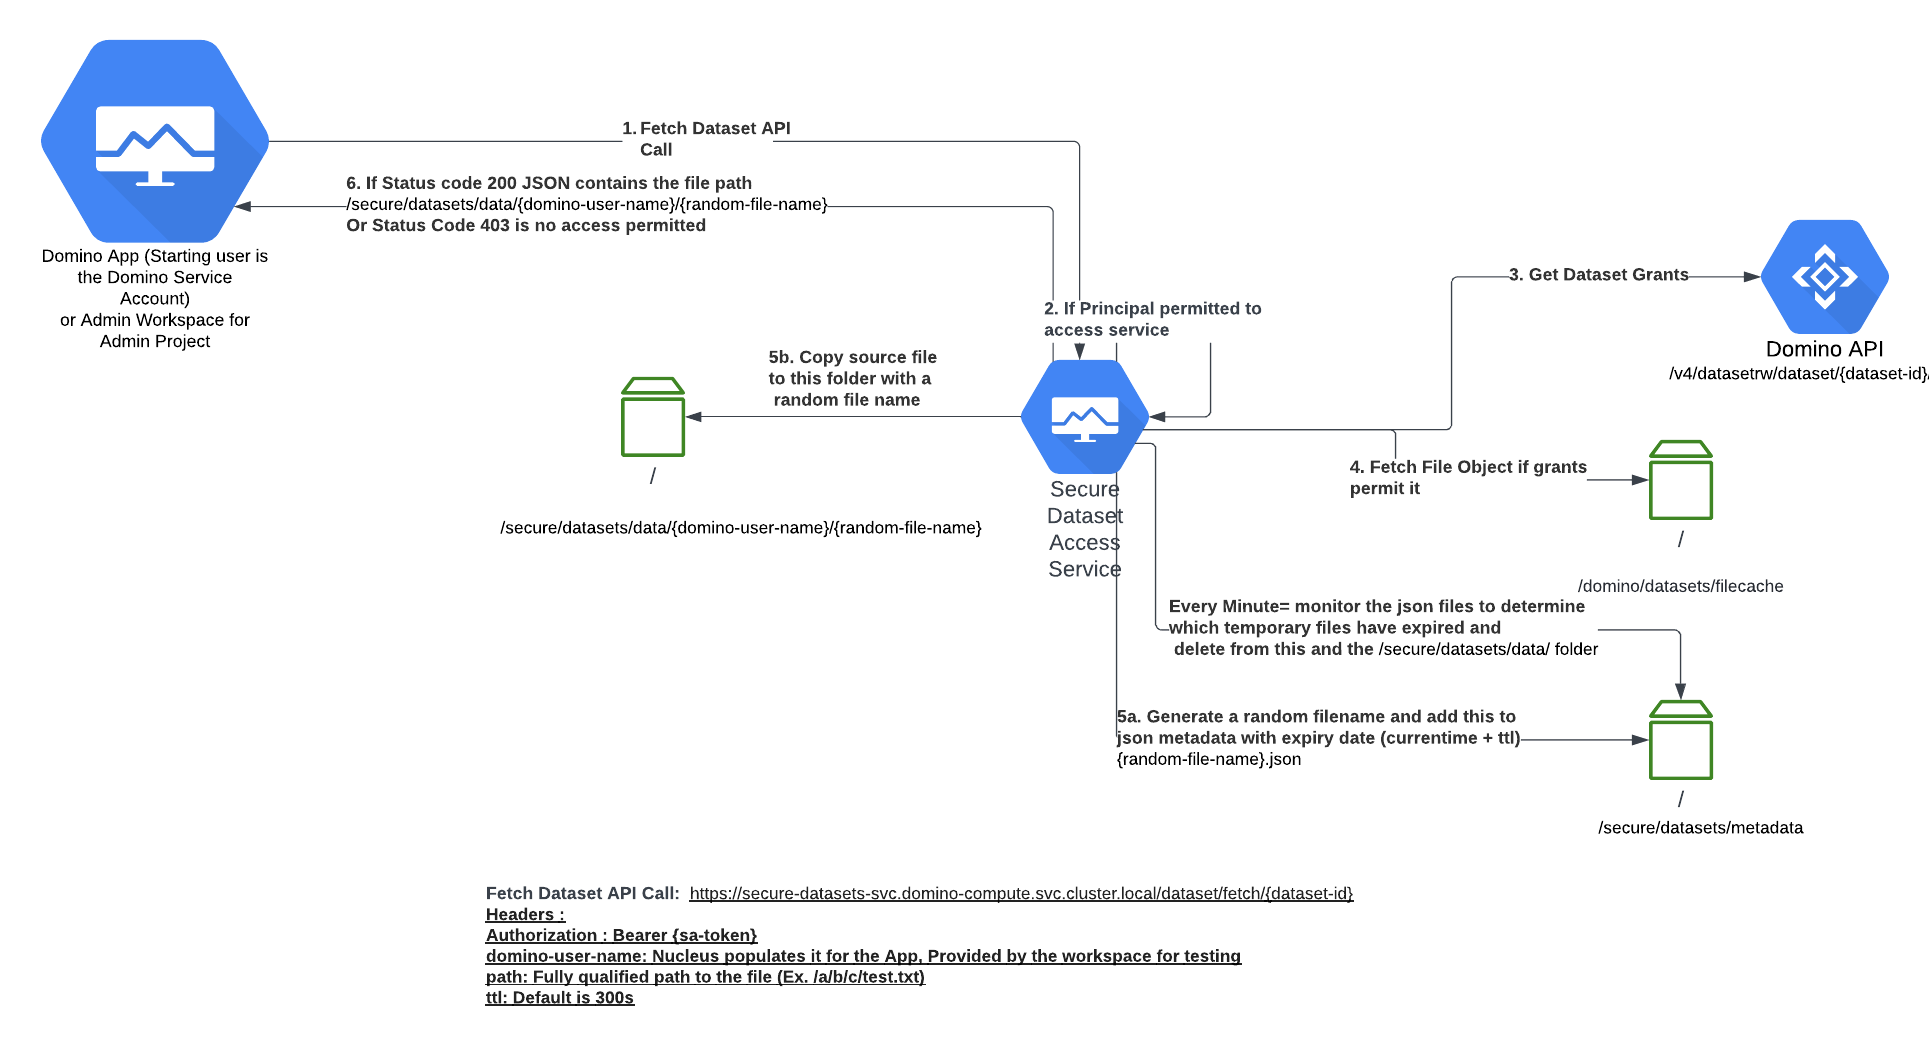 1. Fetch Dataset API
Call
6. If Status code 200 JSON contains the file path
/secure/datasets/data/{domino-user-name}/{random-file-name}
Or Status Code 403 is no access permitted
Domino App (Starting user is
the Domino Service
Account)
or Admin Workspace for
Admin Project
3. Get Dataset Grants
2. If Principal permitted to
access service
Domino API
/v4/datasetrw/dataset/{dataset-id}/
5b. Copy source file
to this folder with a
random file name
/
/secure/datasets/data/{domino-user-name}/{random-file-name}
Secure
Dataset
Access
Service
4. Fetch File Object if grants
permit it
/
/domino/datasets/filecache
Every Minute= monitor the json files to determine
which temporary files have expired and
delete from this and the /secure/datasets/data/ folder
5a. Generate a random filename and add this to
json metadata with expiry date (currentime + ttl)
{random-file-name}.json
/
/secure/datasets/metadata
Fetch Dataset API Call: https://secure-datasets-svc.domino-compute.svc.cluster.local/dataset/fetch/{dataset-id}
Headers :
Authorization : Bearer {sa-token}
domino-user-name: Nucleus populates it for the App, Provided by the workspace for testing
path: Fully qualified path to the file (Ex. /a/b/c/test.txt)
ttl: Default is 300s